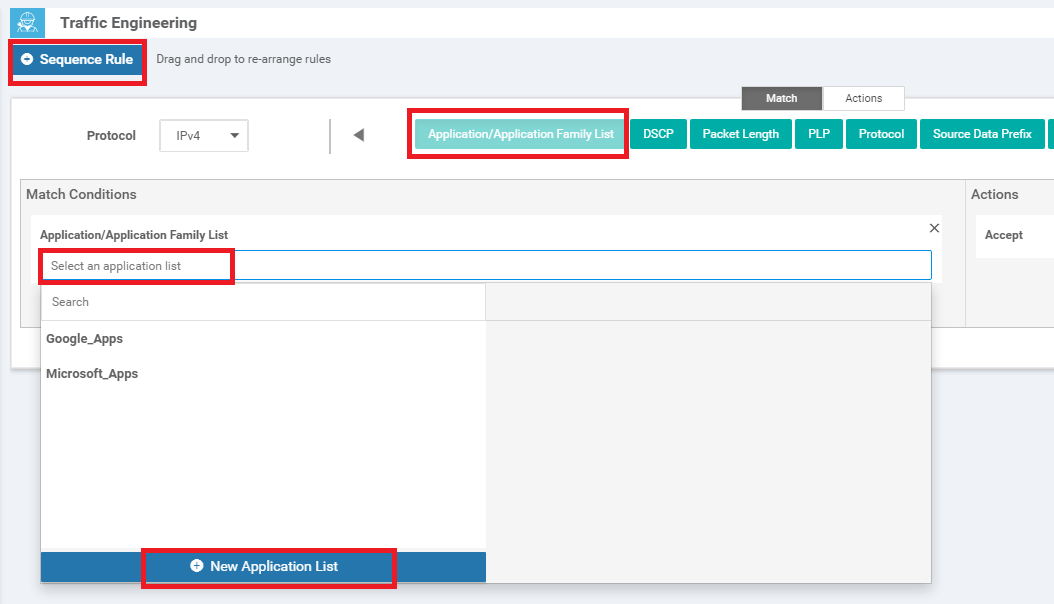 Traffic Engineering
Sequence Rule
Drag and drop to re-arrange rules
Match
Actions
Protocol
IPv4
Application/Application Family List
DSCP
Packet Length
PLP
Protocol
Source Data Prefix
Match Conditions
Actions
Application/Application Family List
Accept
Select an application list
Search
Google_Apps
Microsoft_Apps
New Application List